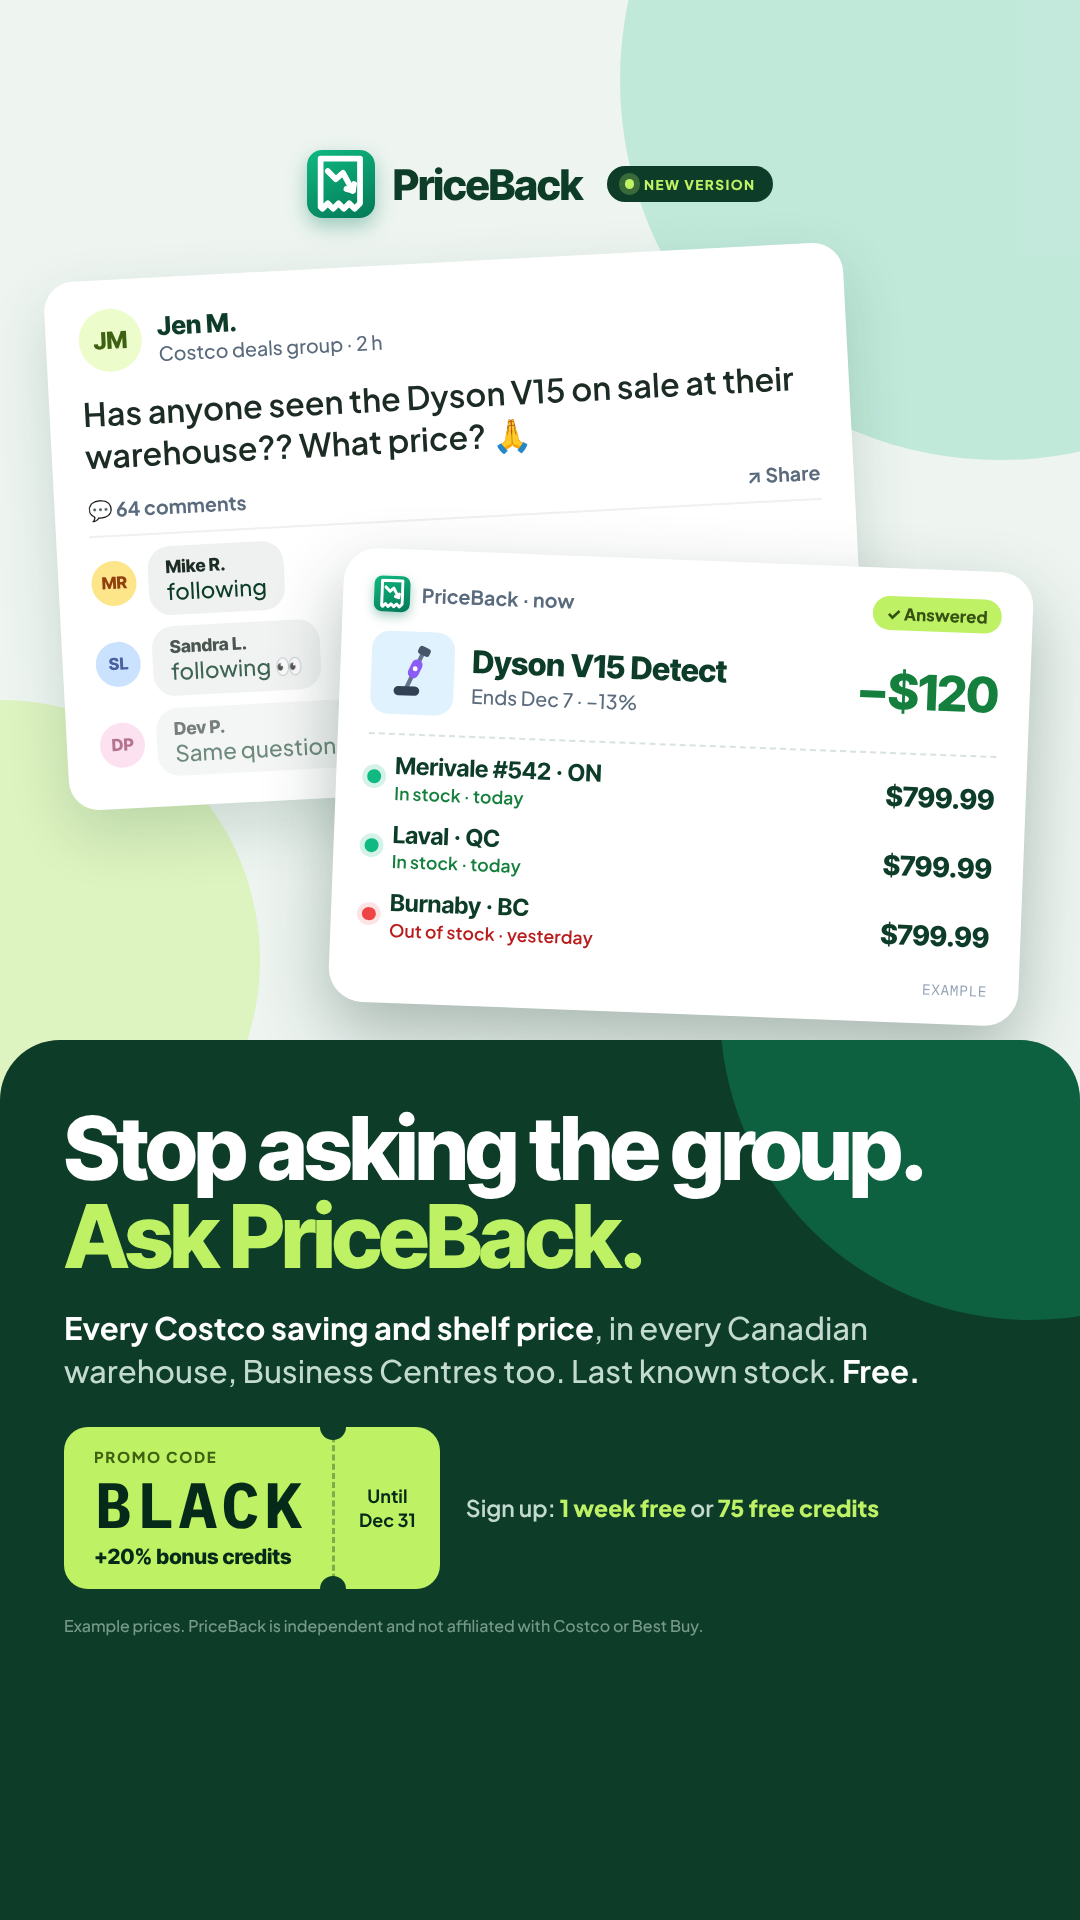 PriceBack
NEW VERSION
JM
Jen M.
Costco deals group · 2 h
Has anyone seen the Dyson V15 on sale at their
warehouse?? What price? 🙏
💬 64 comments
↗ Share
MR
Mike R.
following
SL
Sandra L.
following 👀
DP
Dev P.
Same question
PriceBack · now
✓ Answered
Dyson V15 Detect
Ends Dec 7 · −13%
−$120
Merivale #542 · ON
In stock · today
$799.99
Laval · QC
In stock · today
$799.99
Burnaby · BC
Out of stock · yesterday
$799.99
EXAMPLE
Stop asking the group.
Ask PriceBack.
Every Costco saving and shelf price, in every Canadian
warehouse, Business Centres too. Last known stock. Free.
PROMO CODE
BLACK
+20% bonus credits
Until
Dec 31
Sign up: 1 week free or 75 free credits
Example prices. PriceBack is independent and not affiliated with Costco or Best Buy.